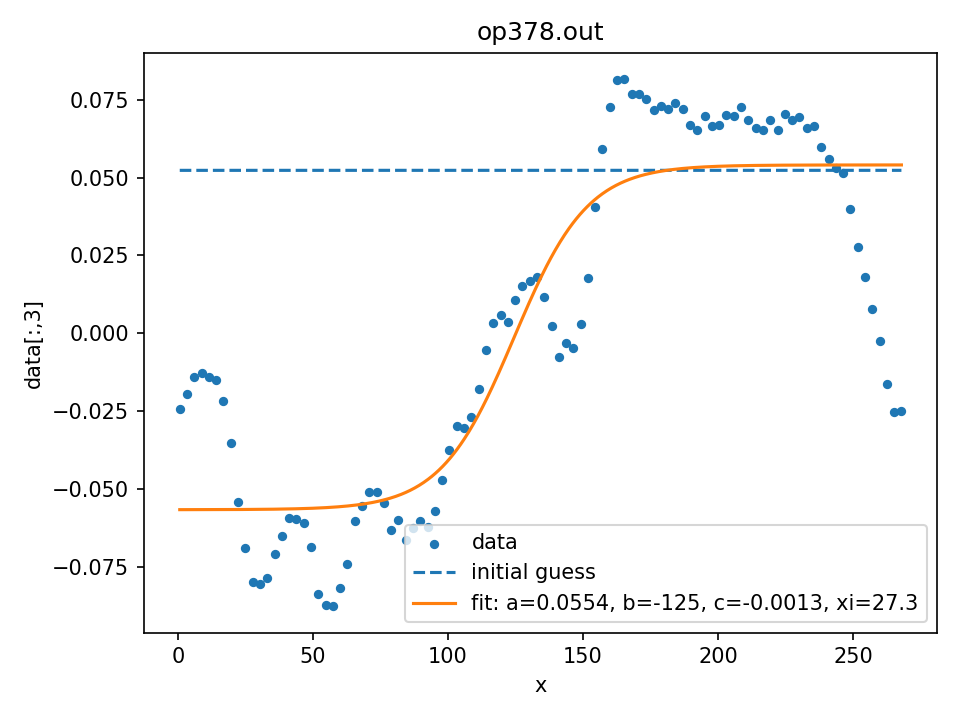 op378.out
data[:,3]
0.075
0.050
0.025
0.000
−0.025
−0.050
−0.075
data
initial guess
fit: a=0.0554, b=-125, c=-0.0013, xi=27.3
0 50 100 150 200 250
x